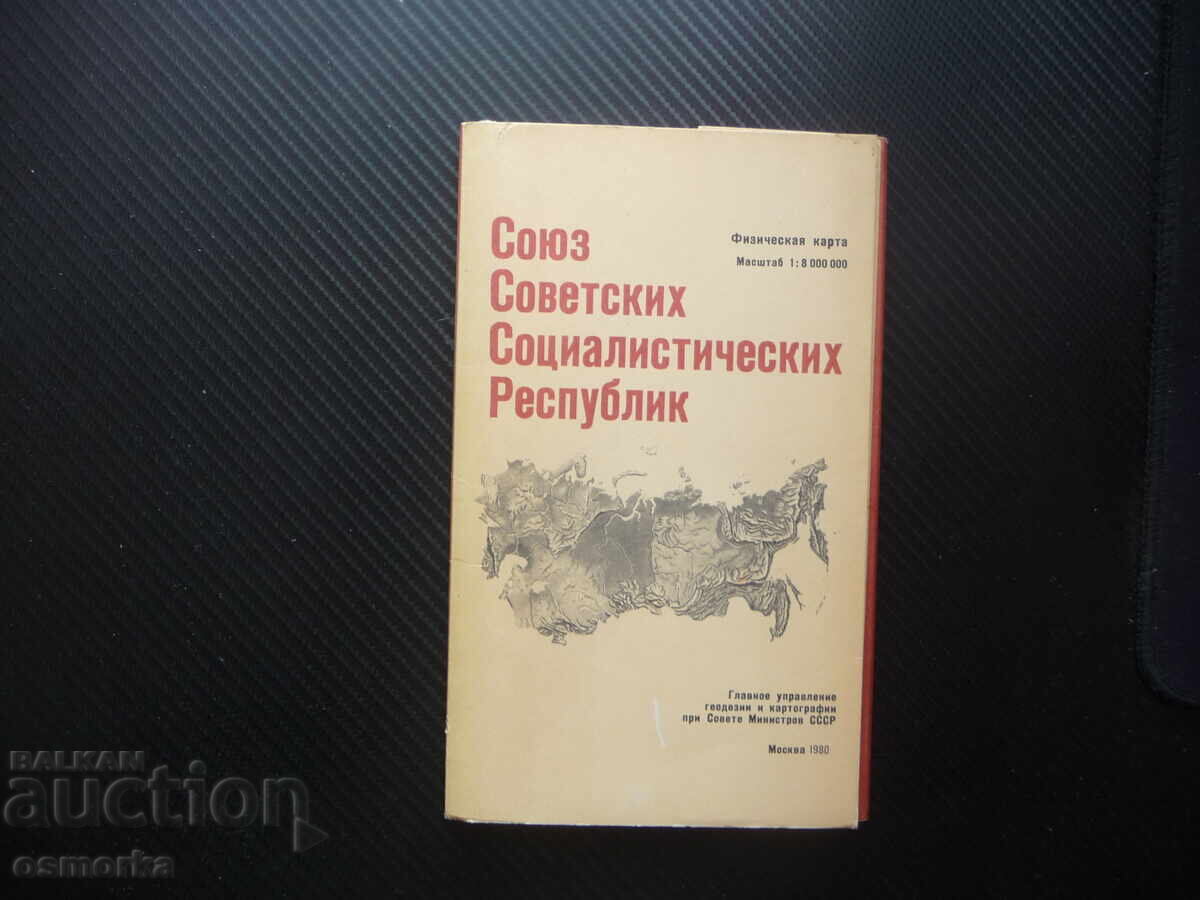 Союз
Советских
Социалистических
Республик
Физическая карта
Масштаб 1:8 000 000
Главное управление
геодезии и картографии
при Совете Министров СССР
Москва 1980
BALKAN
auction
osmorka